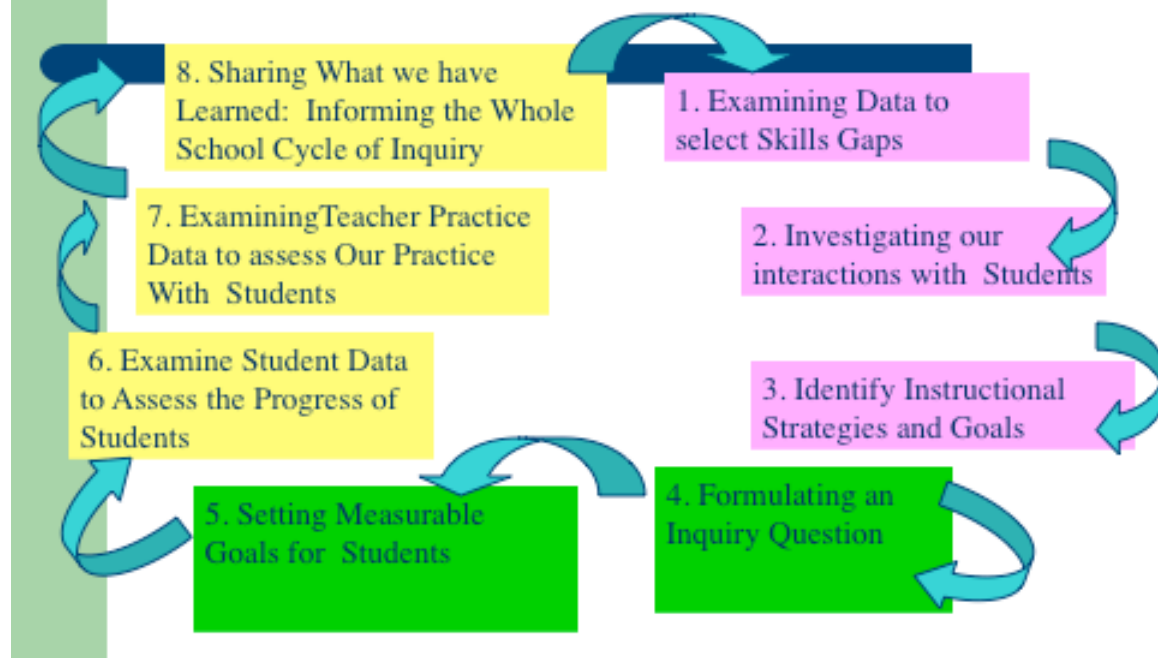 8. Sharing What we have
Learned:  Informing the Whole
School Cycle of Inquiry
1. Examining Data to
select Skills Gaps
2. Investigating our
interactions with  Students
3. Identify Instructional
Strategies and Goals
4. Formulating an
Inquiry Question
5. Setting Measurable
Goals for  Students
6. Examine Student Data
to Assess the Progress of
Students
7. ExaminingTeacher Practice
Data to assess Our Practice
With  Students